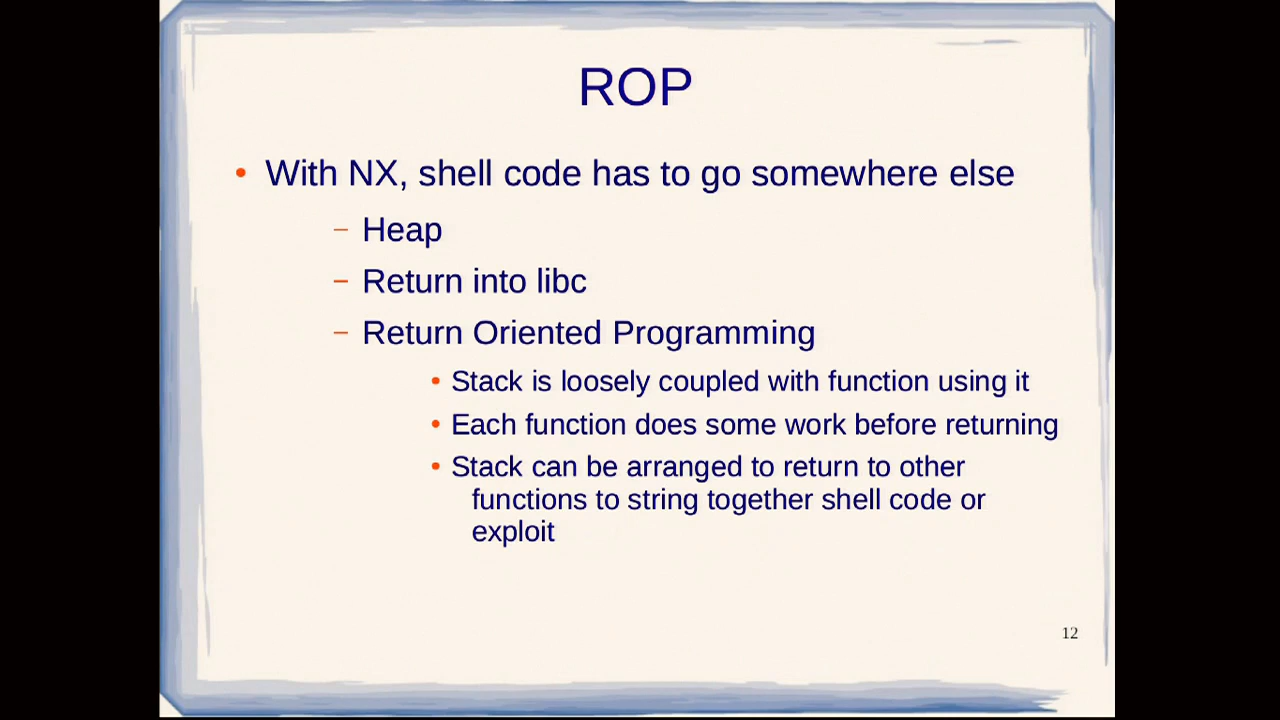 ROP
• With NX, shell code has to go somewhere else
– Heap
– Return into libc
– Return Oriented Programming
• Stack is loosely coupled with function using it
• Each function does some work before returning
• Stack can be arranged to return to other
functions to string together shell code or
exploit
12